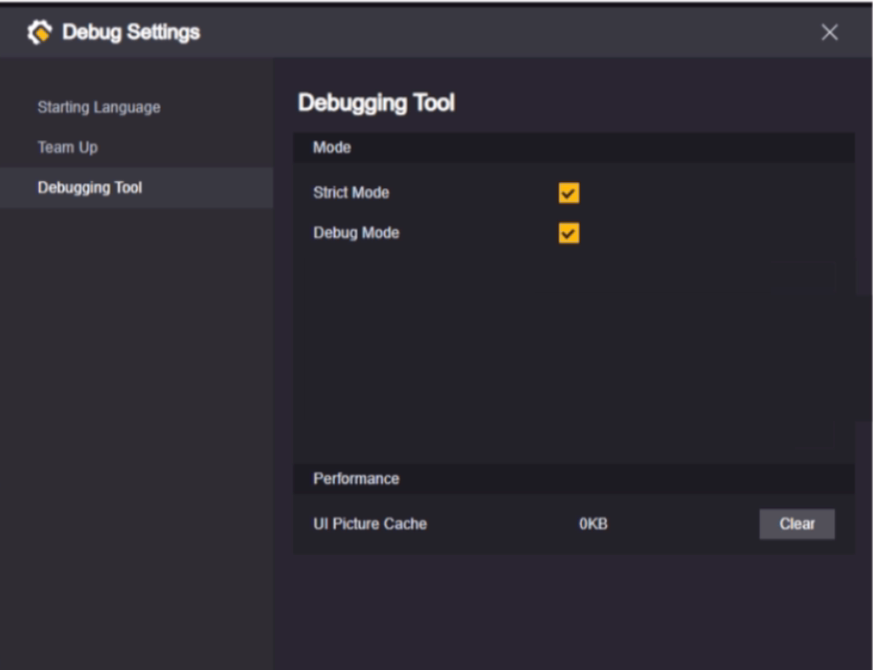 Debug Settings
Starting Language
Team Up
Debugging Tool
Debugging Tool
Mode
Strict Mode
Debug Mode
Performance
UI Picture Cache 0KB Clear